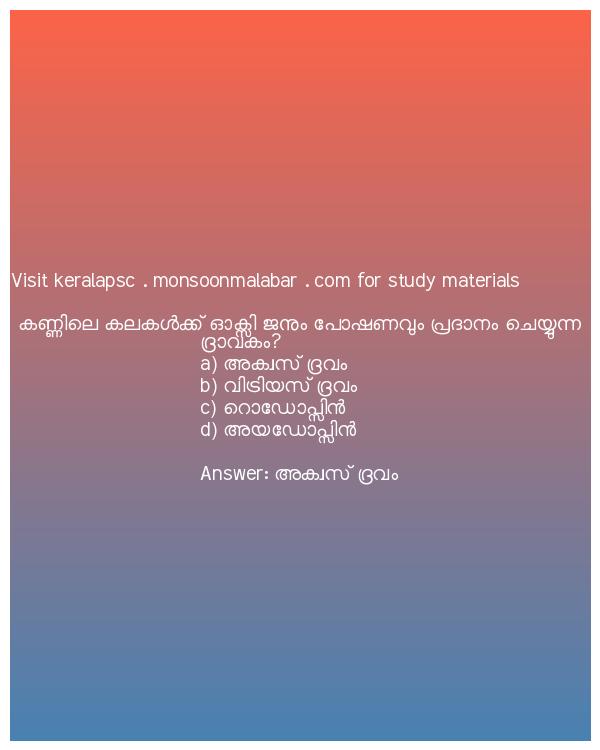 Visit keralapsc . monsoonmalabar . com for study materials
കണ്ണിലെ കലകൾക്ക് ഓക്സി ജനും പോഷണവും പ്രദാനം ചെയ്യുന്ന
ദ്രാവകം?
a) അക്വസ് ദ്രവം
b) വിട്രിയസ് ദ്രവം
c) റൊഡോപ്സിൻ
d) അയഡോപ്സിൻ
Answer: അക്വസ് ദ്രവം